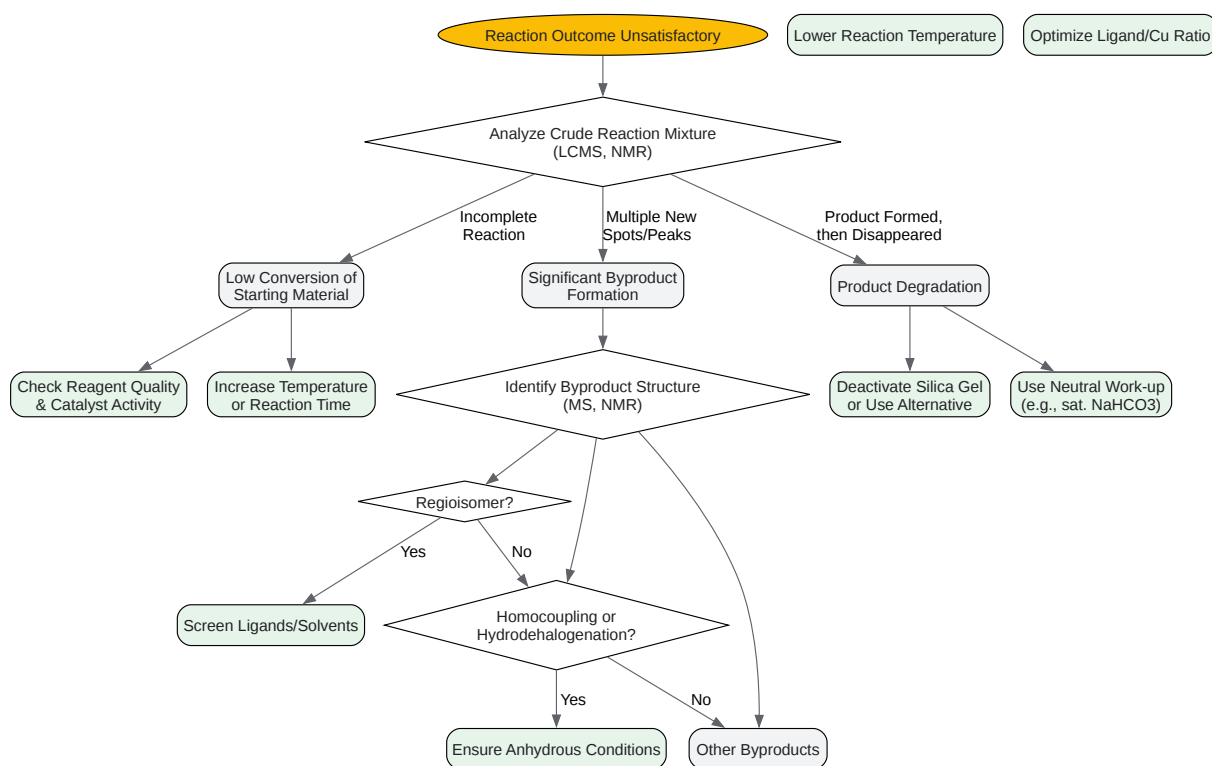 Reaction Outcome Unsatisfactory
Lower Reaction Temperature
Optimize Ligand/Cu Ratio
Analyze Crude Reaction Mixture
(LCMS, NMR)
Incomplete
Reaction
Multiple New
Spots/Peaks
Product Formed,
then Disappeared
Low Conversion of
Starting Material
Significant Byproduct
Formation
Product Degradation
Check Reagent Quality
& Catalyst Activity
Increase Temperature
or Reaction Time
Identify Byproduct Structure
(MS, NMR)
Deactivate Silica Gel
or Use Alternative
Use Neutral Work-up
(e.g., sat. NaHCO3)
Regioisomer?
Yes
No
Screen Ligands/Solvents
Homocoupling or
Hydrodehalogenation?
Yes
No
Ensure Anhydrous Conditions
Other Byproducts